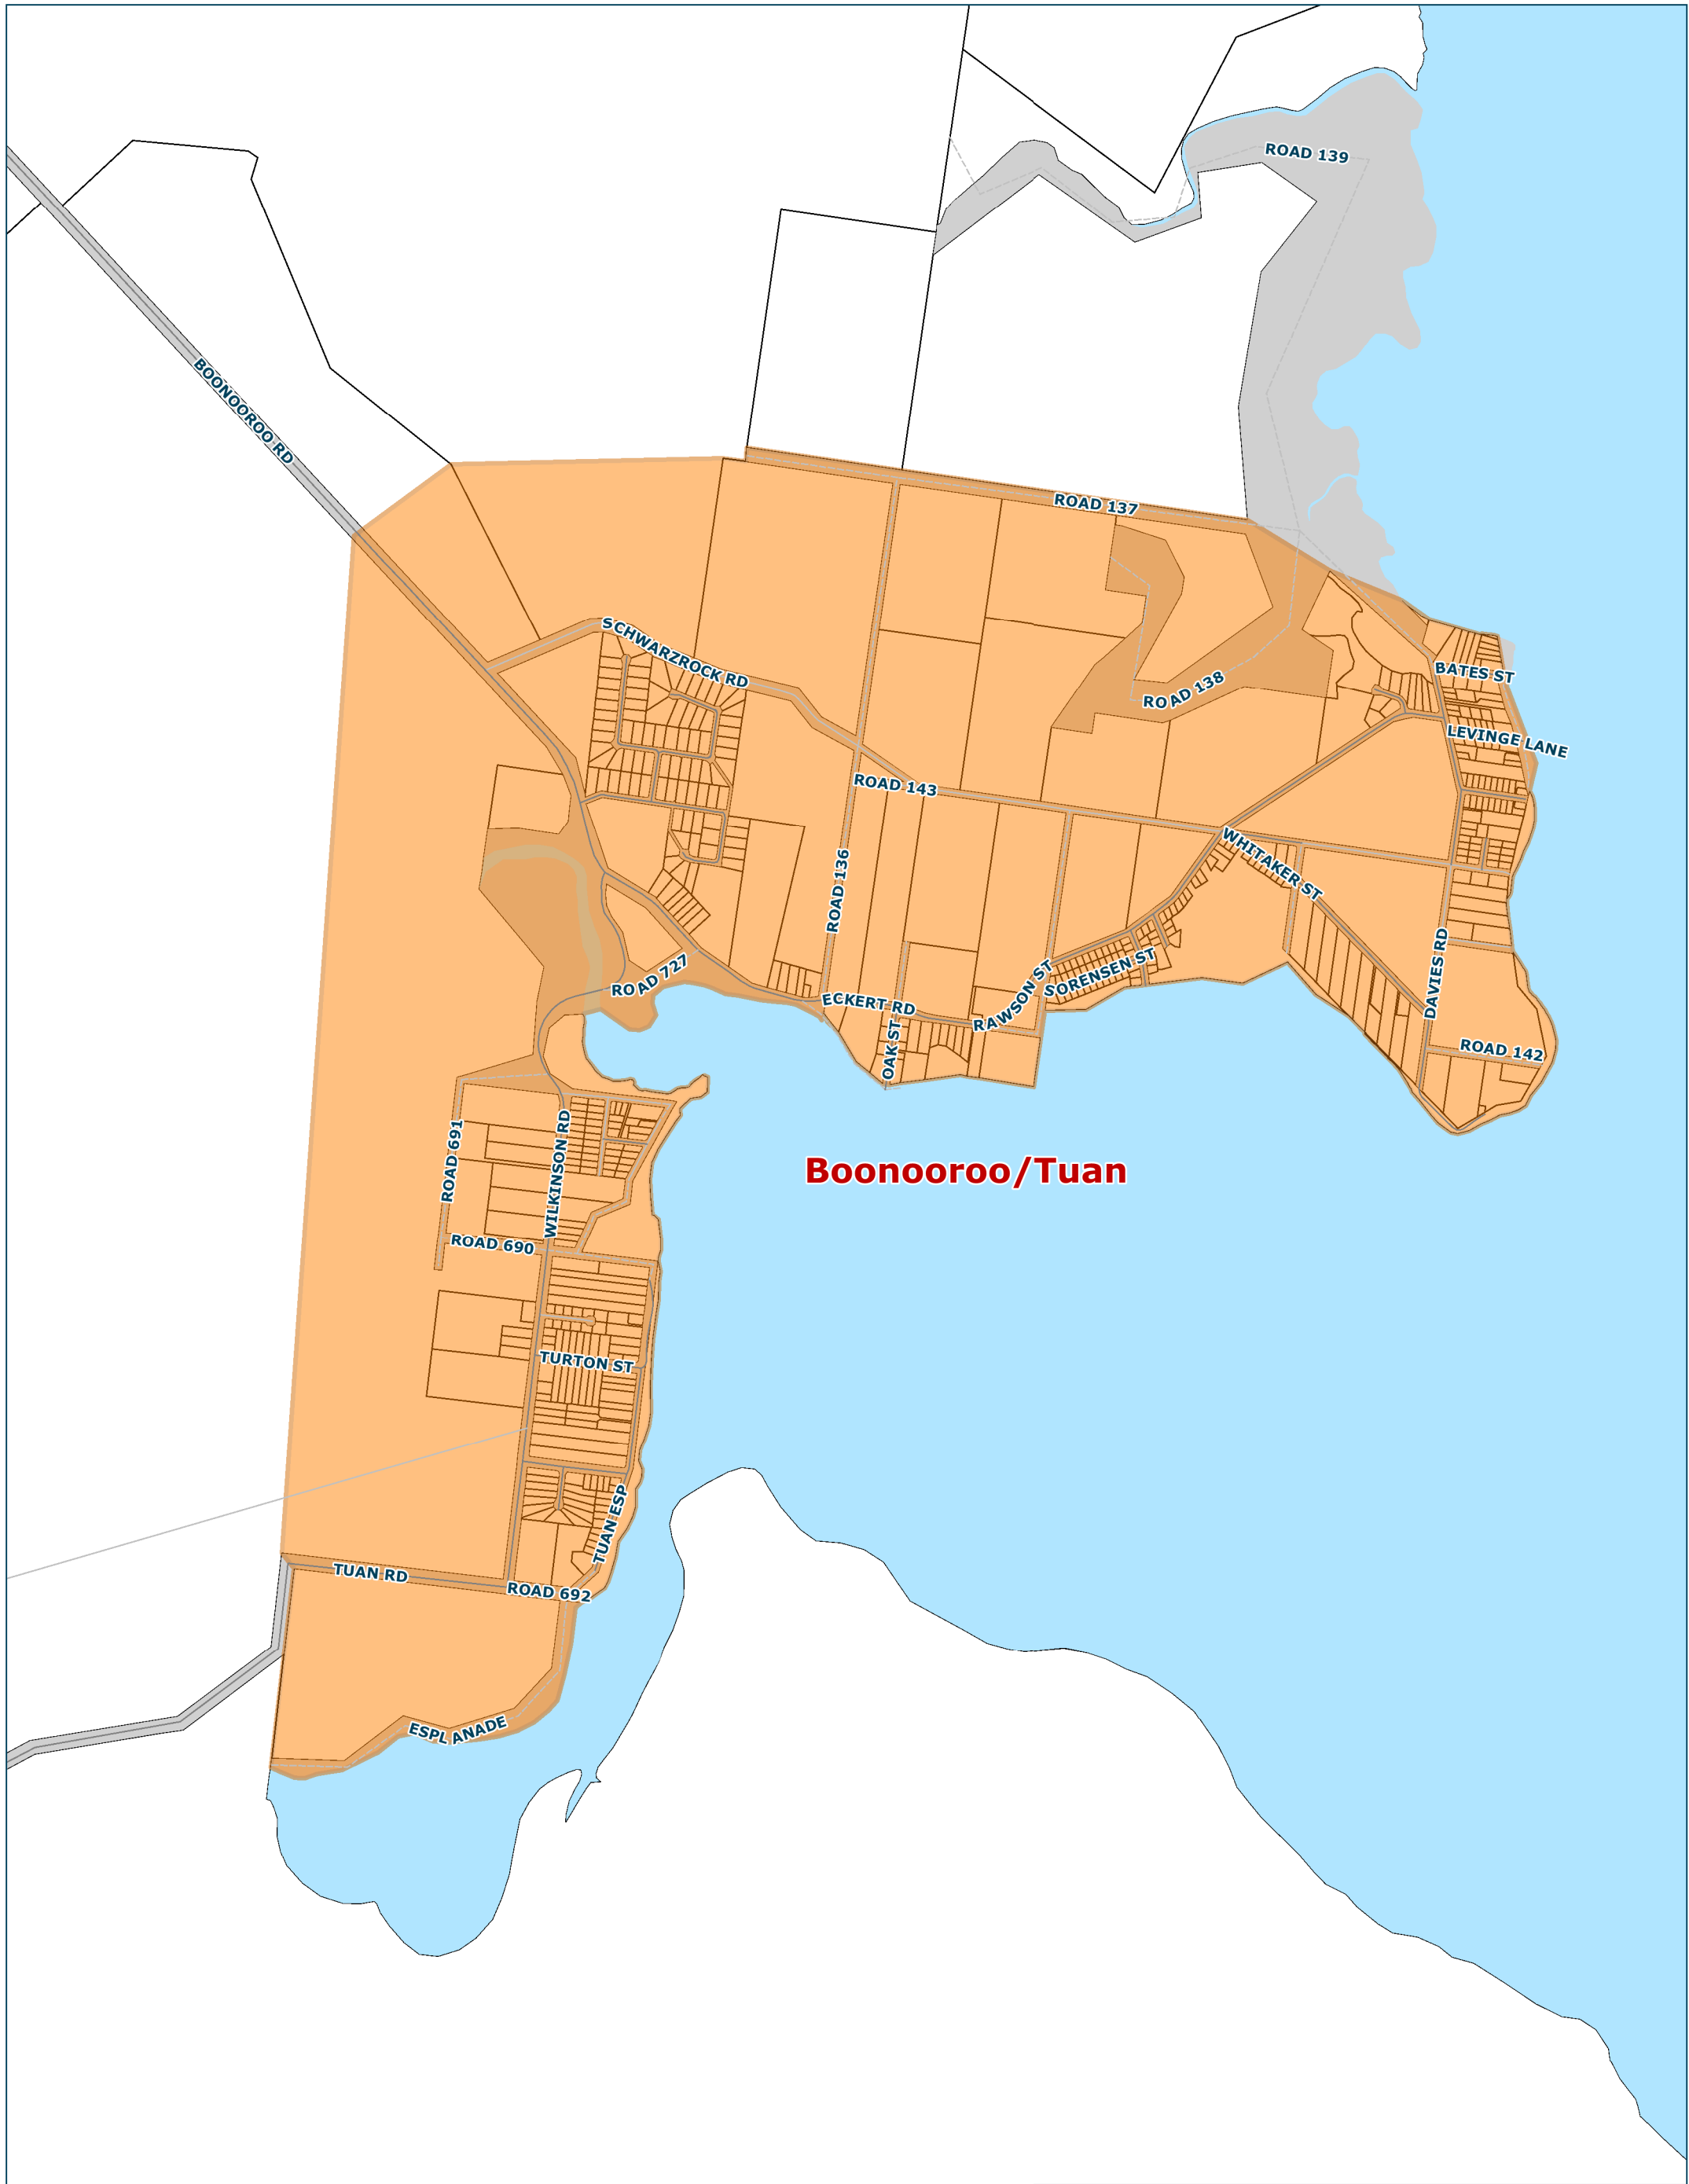 ROAD 139
BOONOOROO RD
ROAD 137
SCHWARZROCK RD
BATES ST
ROAD 138
LEVINGE LANE
ROAD 143
WHITAKER ST
ROAD 136
DAVIES RD
SORENSEN ST
ROAD 727
RAWSON ST
ECKERT RD
OAK ST
ROAD 142
ROAD 691
WILKINSON RD
Boonooroo/Tuan
ROAD 690
TURTON ST
TUAN ESP
TUAN RD
ROAD 692
ESPLANADE